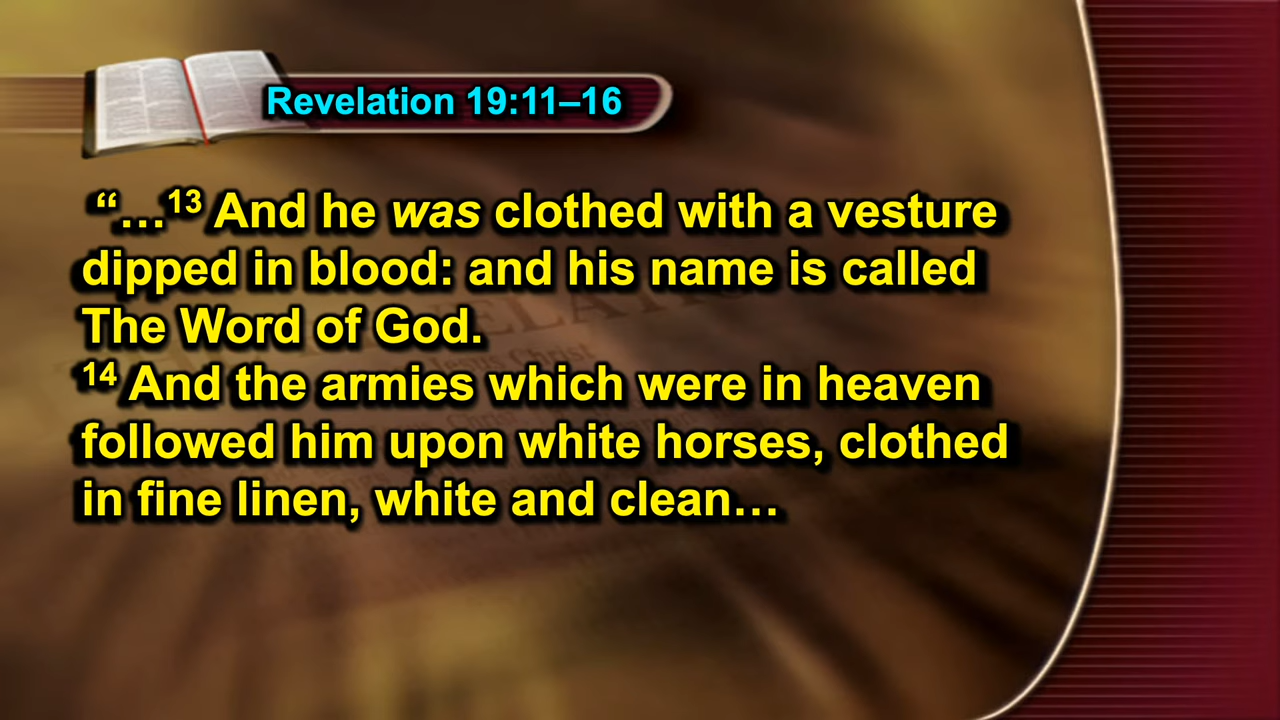 Revelation 19:11–16
“…13 And he was clothed with a vesture
dipped in blood: and his name is called
The Word of God.
14 And the armies which were in heaven
followed him upon white horses, clothed
in fine linen, white and clean…